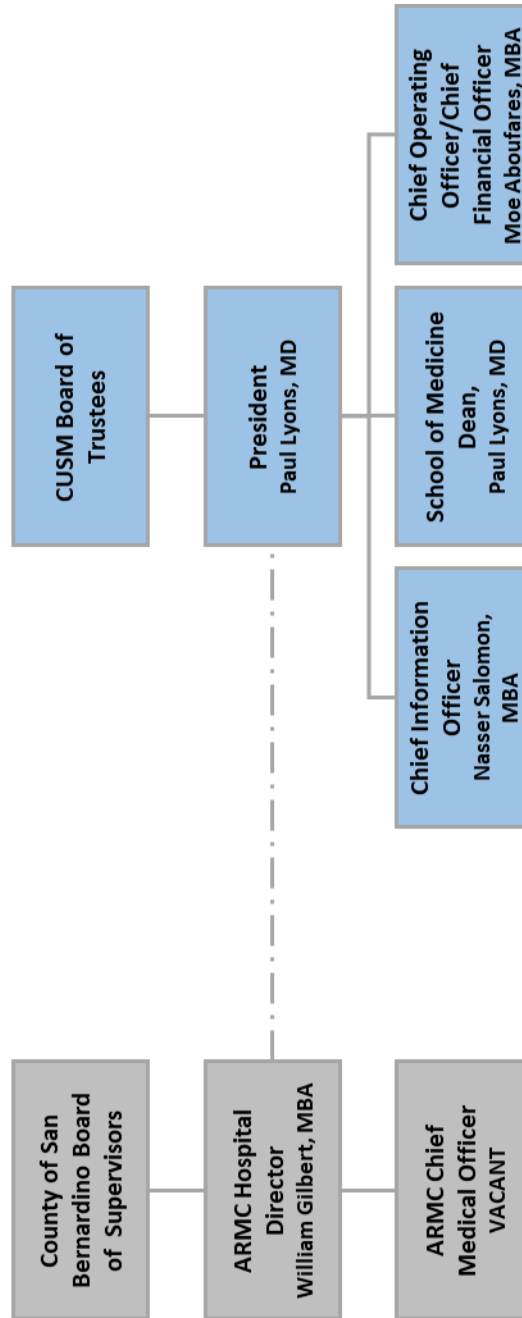 County of San
Bernardino Board
of Supervisors
CUSM Board of
Trustees
ARMC Hospital
Director
William Gilbert, MBA
President
Paul Lyons, MD
ARMC Chief
Medical Officer
VACANT
Chief Information
Officer
Nasser Salomon,
MBA
School of Medicine
Dean,
Paul Lyons, MD
Chief Operating
Officer/Chief
Financial Officer
Moe Aboufares, MBA